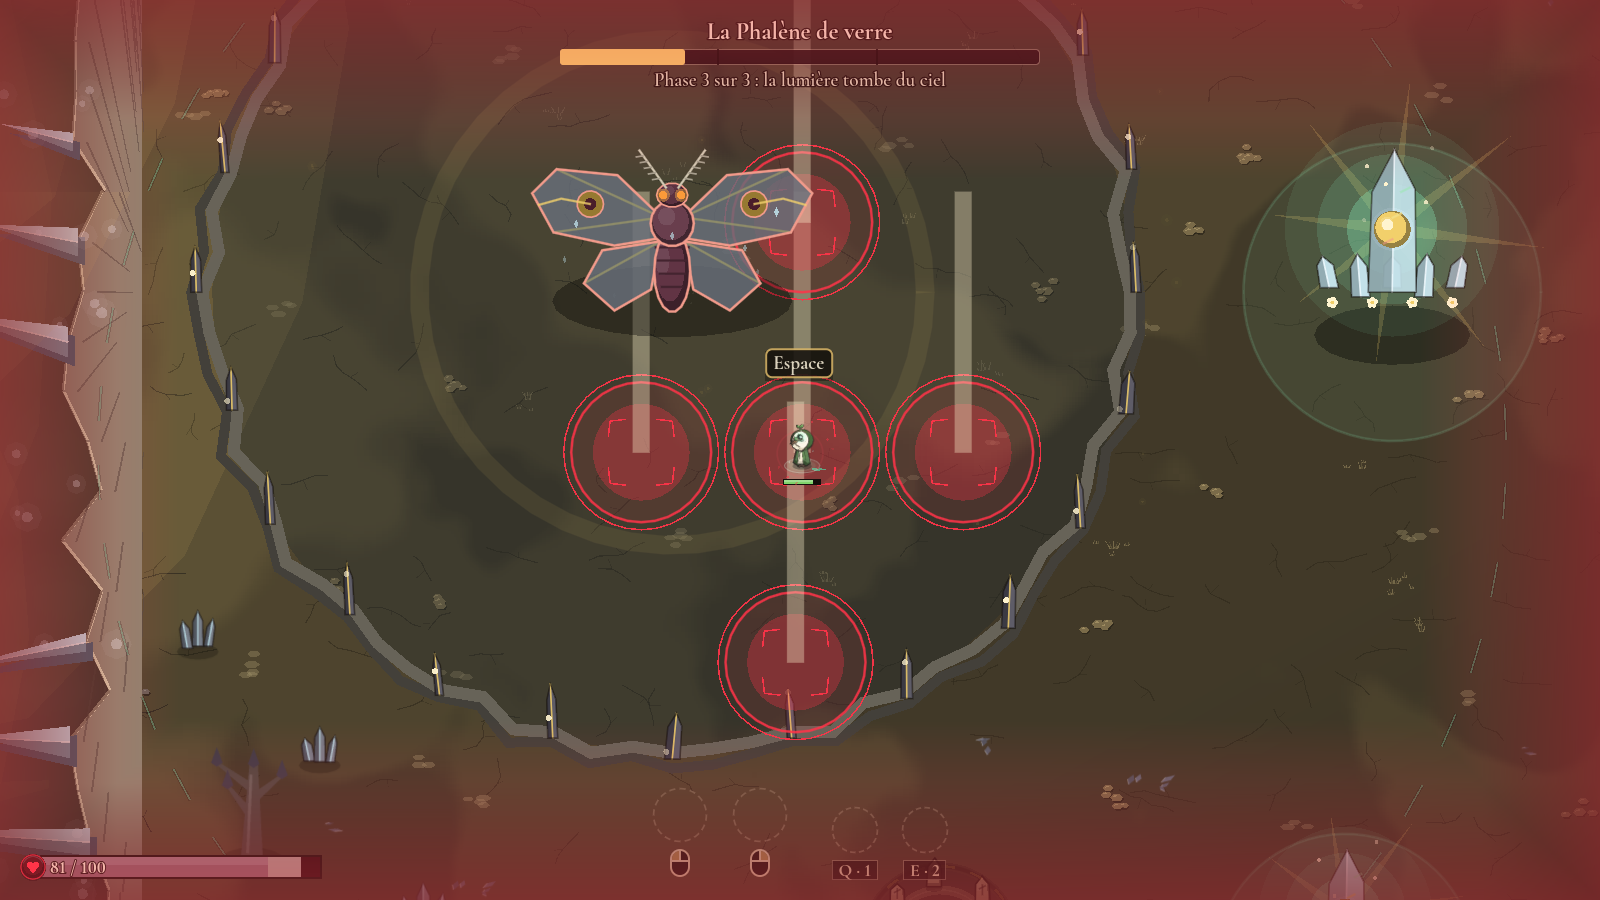 La Phalène de verre
Phase 3 sur 3 : la lumière tombe du ciel
Espace
81 / 100
Q · 1
E · 2